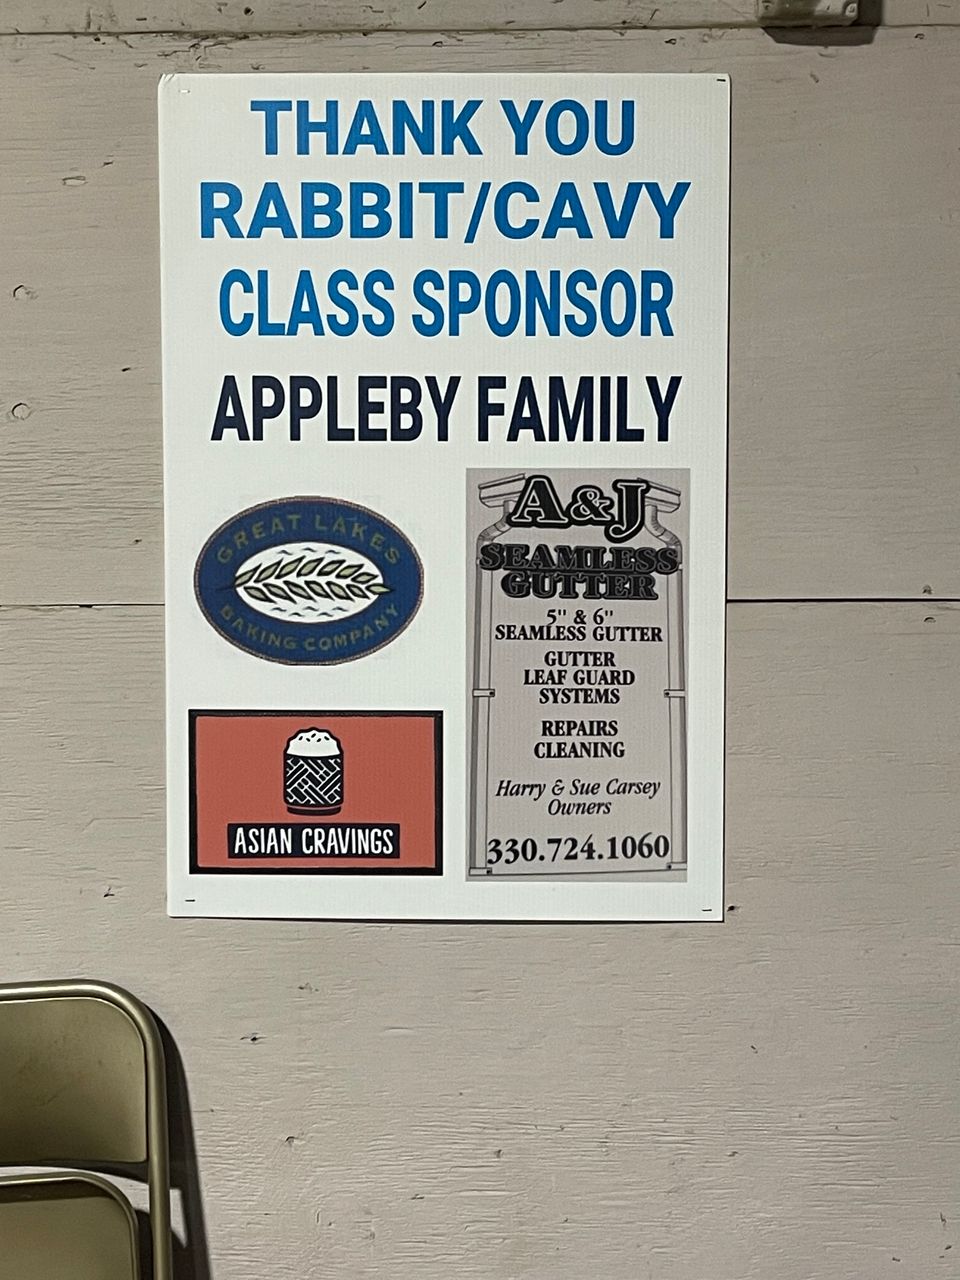 THANK YOU
RABBIT/CAVY
CLASS SPONSOR
APPLEBY FAMILY
GREAT LAKES
BAKING COMPANY
ASIAN CRAVINGS
A&J
SEAMLESS
GUTTER
5" & 6"
SEAMLESS GUTTER
GUTTER
LEAF GUARD
SYSTEMS
REPAIRS
CLEANING
Harry & Sue Carsey
Owners
330.724.1060